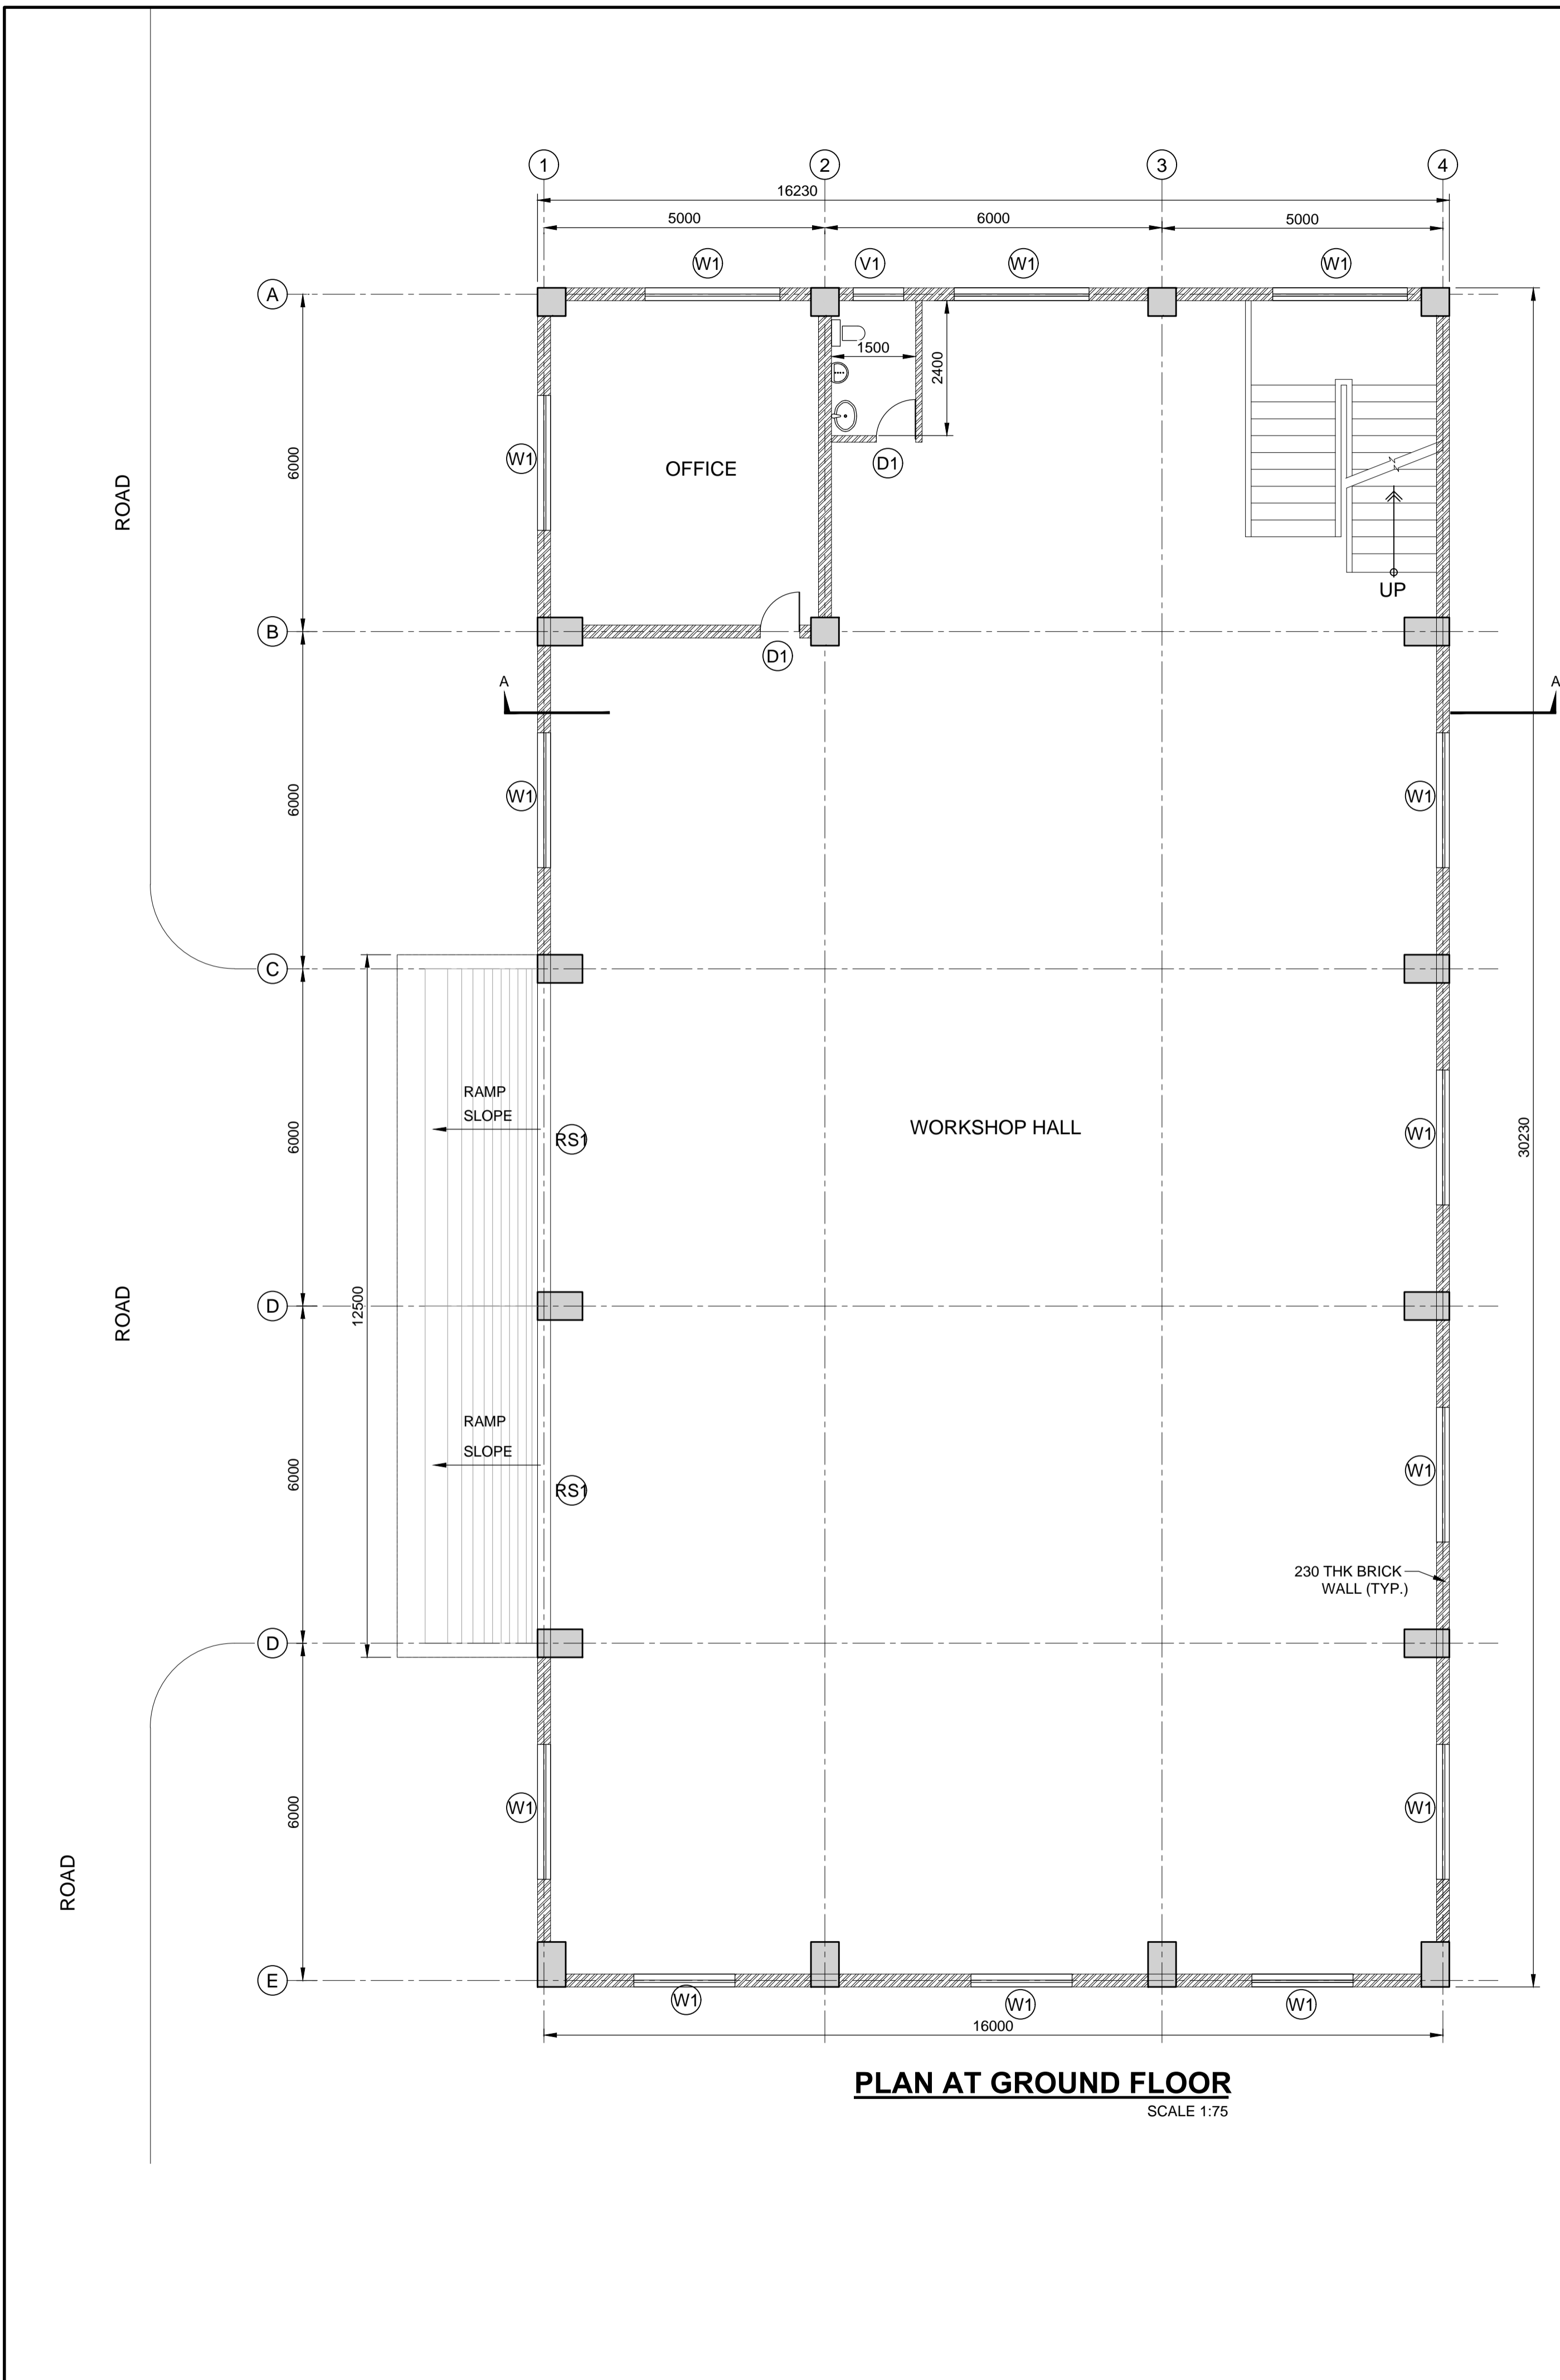 1 2 3 4
16230
5000 6000 5000
W1 V1 W1 W1
A
1500
2400
6000
W1
OFFICE
D1
ROAD
UP
B
D1
A A
6000
W1 W1
C
RAMP
SLOPE
6000
RS1
WORKSHOP HALL
W1
30230
ROAD
12500
D
RAMP
SLOPE
6000
RS1
W1
230 THK BRICK
WALL (TYP.)
D
6000
W1 W1
ROAD
E
W1 W1 W1
16000
PLAN AT GROUND FLOOR
SCALE 1:75